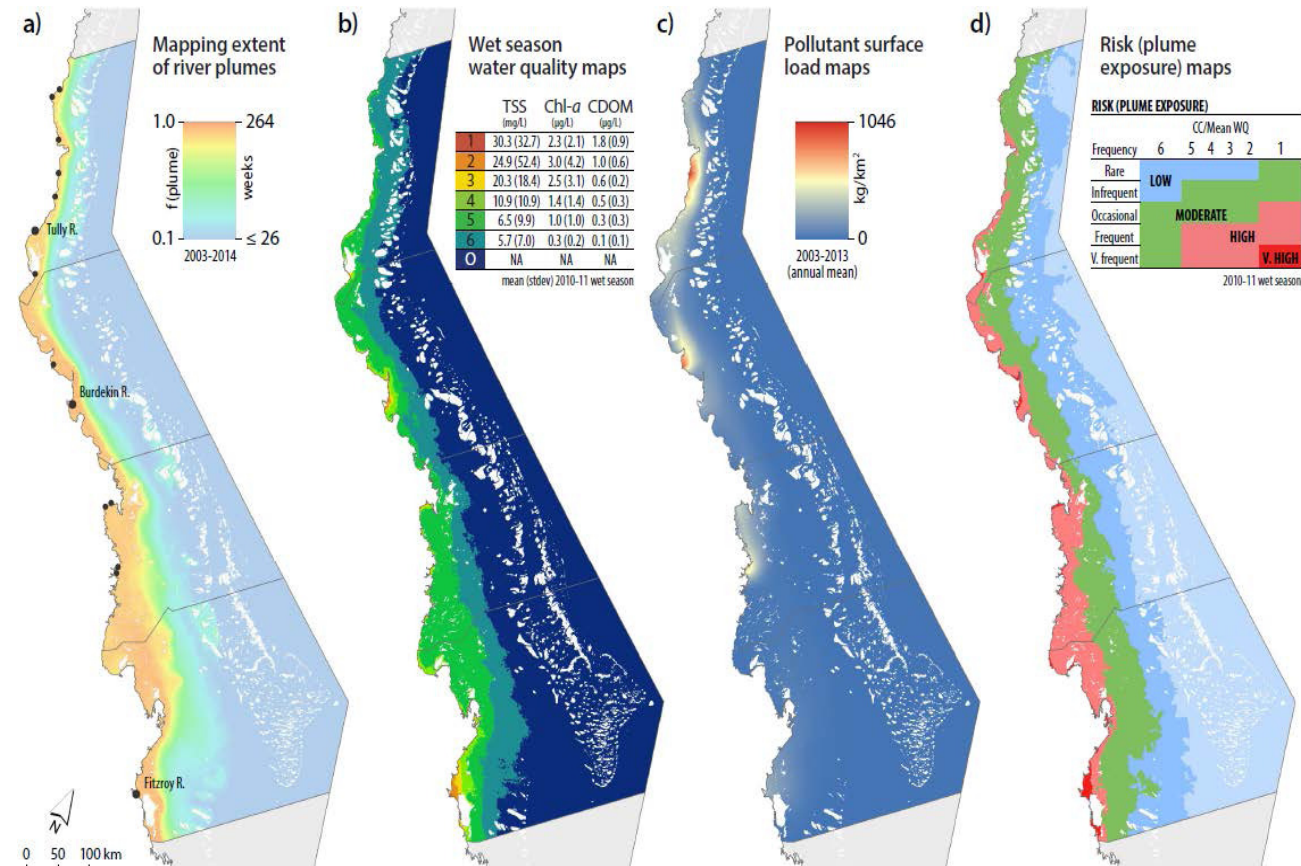 a)
Mapping extent
of river plumes
1.0
264
f (plume)
weeks
0.1
≤ 26
2003-2014
Tully R.
Burdekin R.
Fitzroy R.
N
0 50 100 km
b)
Wet season
water quality maps
TSS Chl-a CDOM
(mg/L) (µg/L) (µg/L)
1 30.3 (32.7) 2.3 (2.1) 1.8 (0.9)
2 24.9 (52.4) 3.0 (4.2) 1.0 (0.6)
3 20.3 (18.4) 2.5 (3.1) 0.6 (0.2)
4 10.9 (10.9) 1.4 (1.4) 0.5 (0.3)
5 6.5 (9.9) 1.0 (1.0) 0.3 (0.3)
6 5.7 (7.0) 0.3 (0.2) 0.1 (0.1)
O NA NA NA
mean (stdev) 2010-11 wet season
c)
Pollutant surface
load maps
1046
kg/km²
0
2003-2013
(annual mean)
d)
Risk (plume
exposure) maps
RISK (PLUME EXPOSURE)
CC/Mean WQ
Frequency 6 5 4 3 2 1
Rare
LOW
Infrequent
Occasional MODERATE
Frequent HIGH
V. frequent V. HIGH
2010-11 wet season